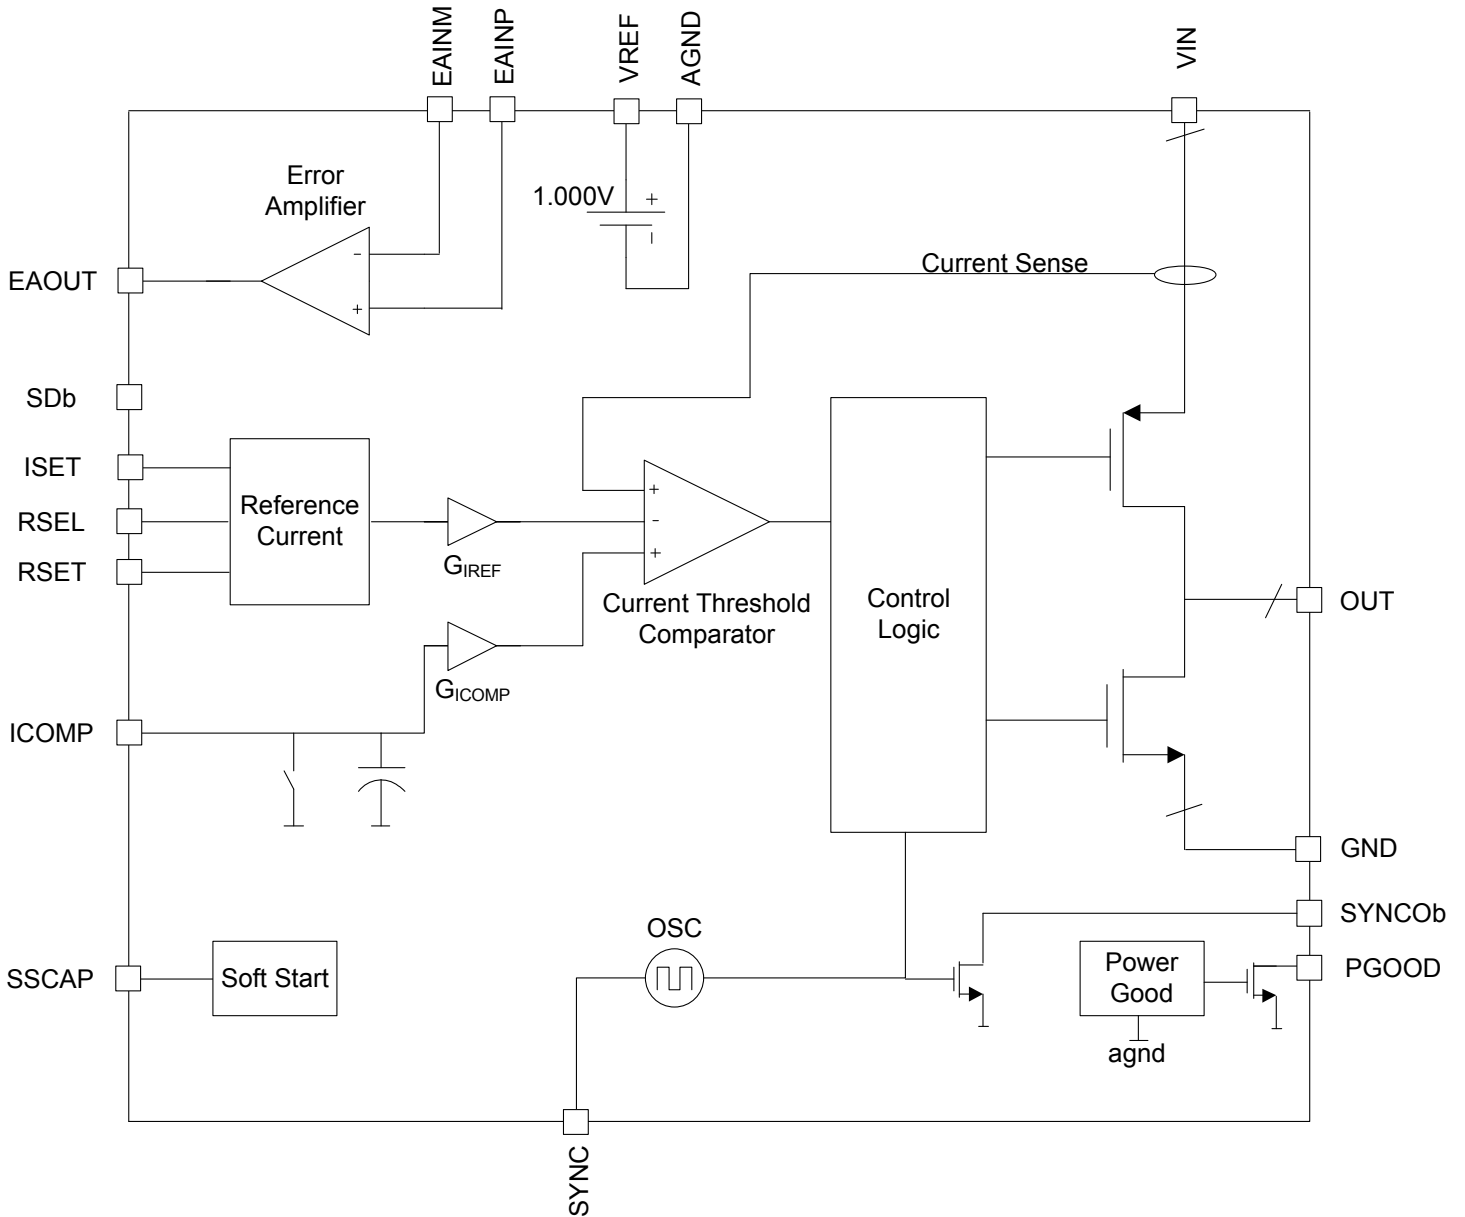 EAINM
EAINP
VREF
AGND
VIN
Error
Amplifier
1.000V
+
−
-
+
EAOUT
Current Sense
SDb
ISET
RSEL
RSET
Reference
Current
GIREF
+
-
+
Current Threshold
Comparator
Control
Logic
OUT
GICOMP
ICOMP
GND
OSC
SYNCOb
SSCAP
Soft Start
Power
Good
PGOOD
agnd
SYNC